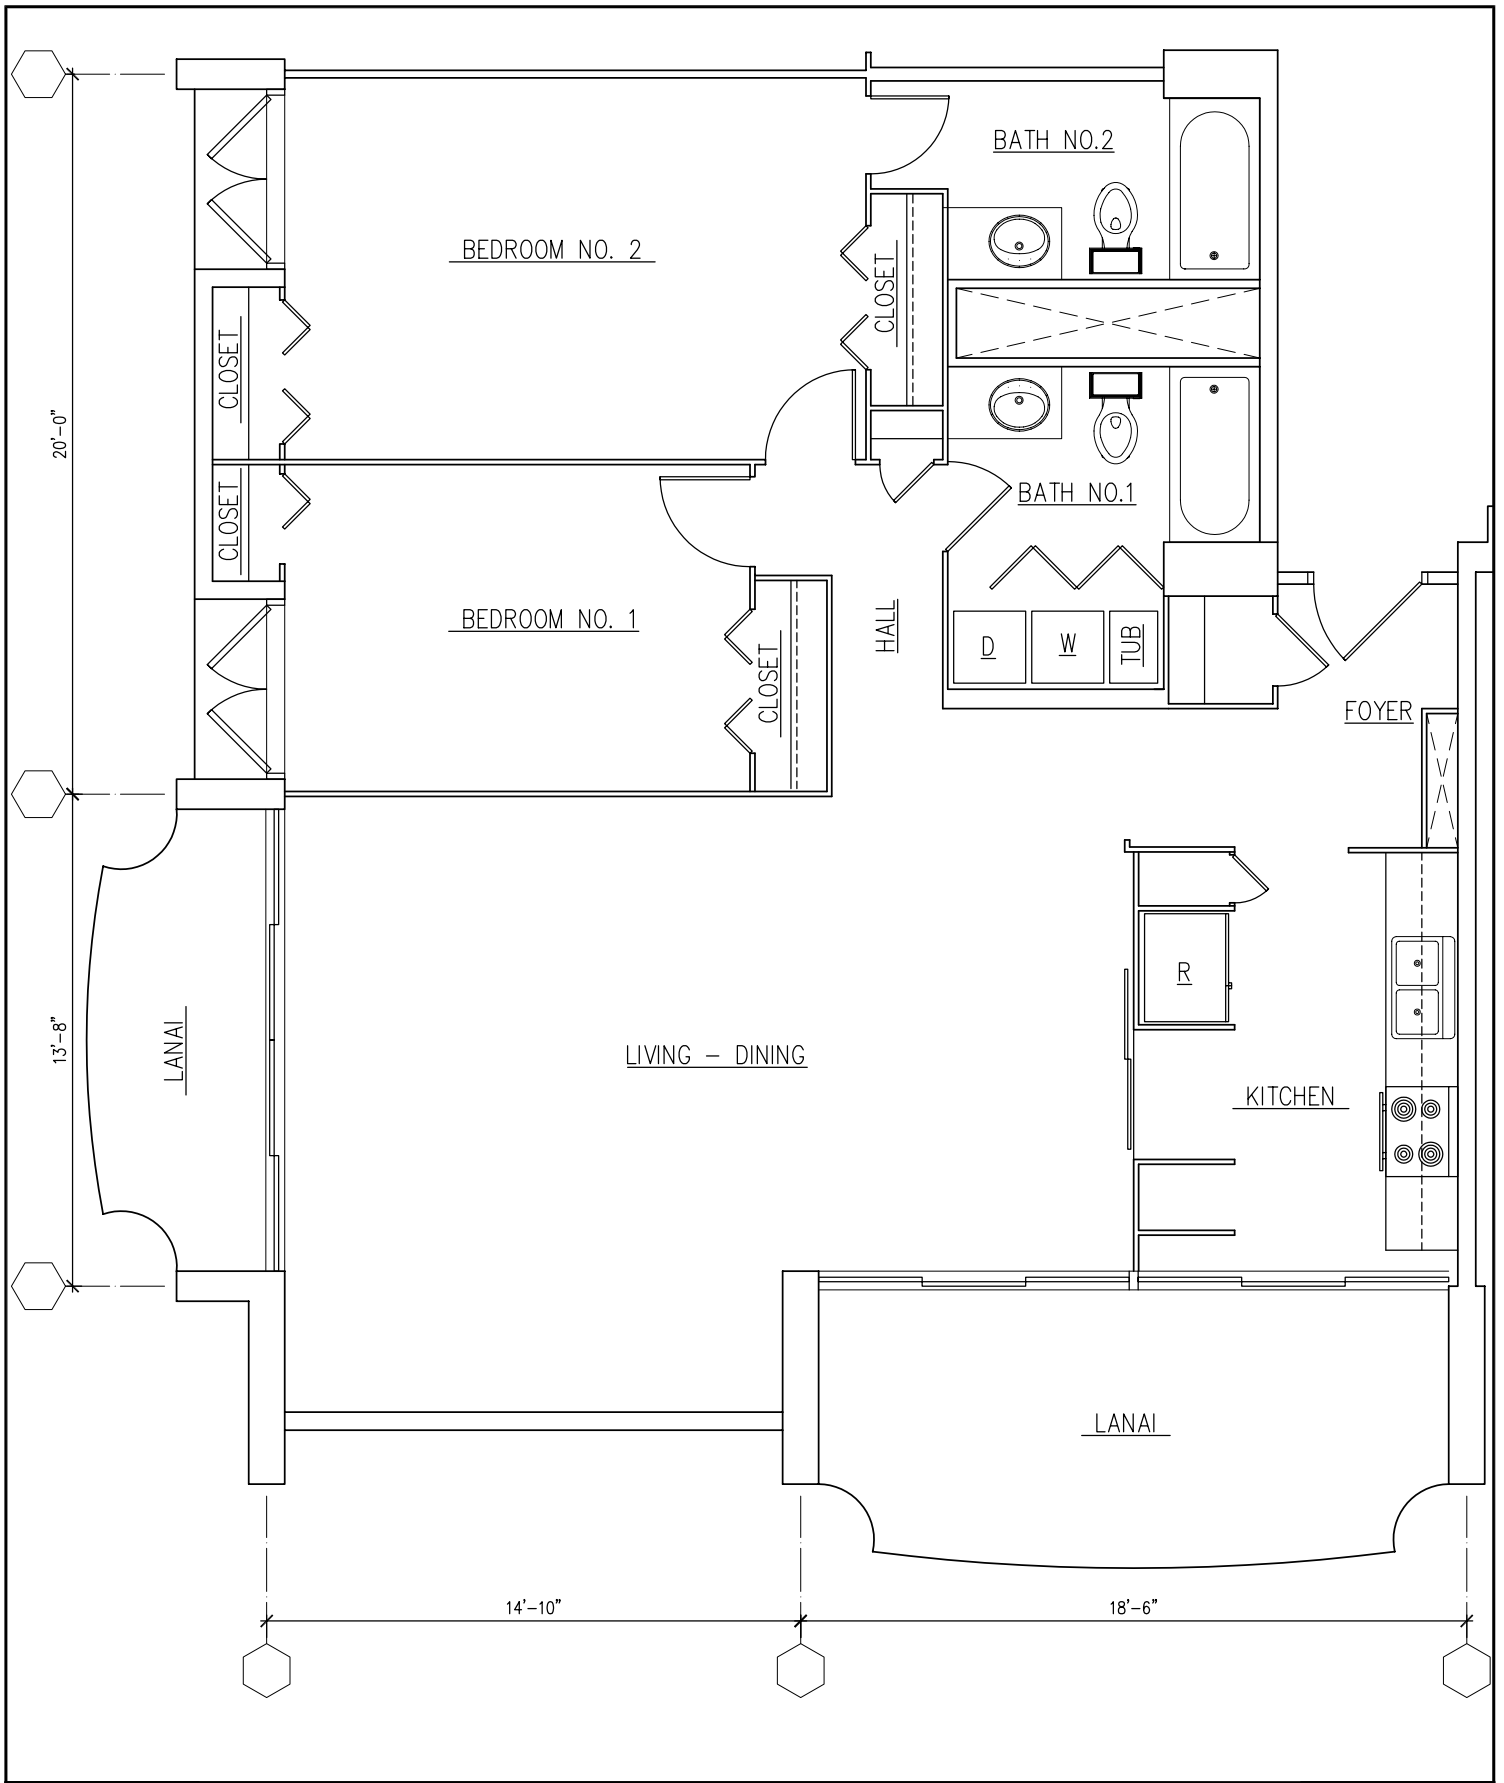 BATH NO.2
BEDROOM NO. 2
CLOSET
CLOSET
20'-0"
BATH NO.1
CLOSET
BEDROOM NO. 1
HALL
D
W
TUB
CLOSET
FOYER
R
LIVING - DINING
LANAI
13'-8"
KITCHEN
LANAI
14'-10"
18'-6"